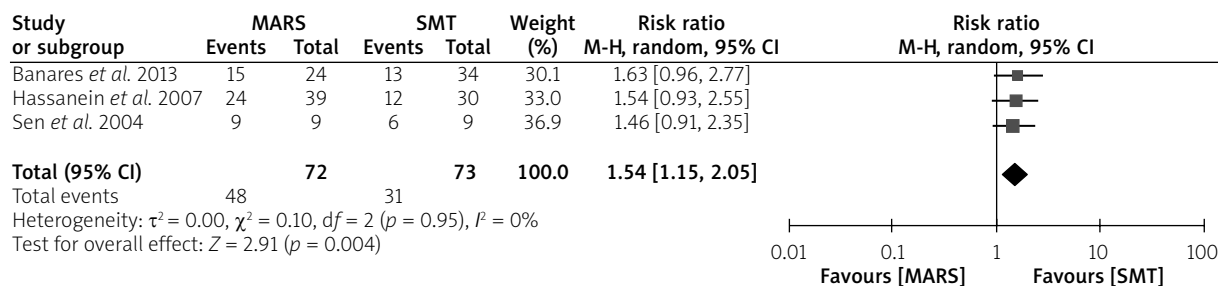 Study MARS SMT Weight Risk ratio Risk ratio
or subgroup Events Total Events Total (%) M-H, random, 95% CI M-H, random, 95% CI
Banares et al. 2013 15 24 13 34 30.1 1.63 [0.96, 2.77]
Hassanein et al. 2007 24 39 12 30 33.0 1.54 [0.93, 2.55]
Sen et al. 2004 9 9 6 9 36.9 1.46 [0.91, 2.35]
Total (95% CI) 72 73 100.0 1.54 [1.15, 2.05]
Total events 48 31
Heterogeneity: τ² = 0.00, χ² = 0.10, df = 2 (p = 0.95), I² = 0%
Test for overall effect: Z = 2.91 (p = 0.004)
0.01 0.1 1 10 100
Favours [MARS] Favours [SMT]